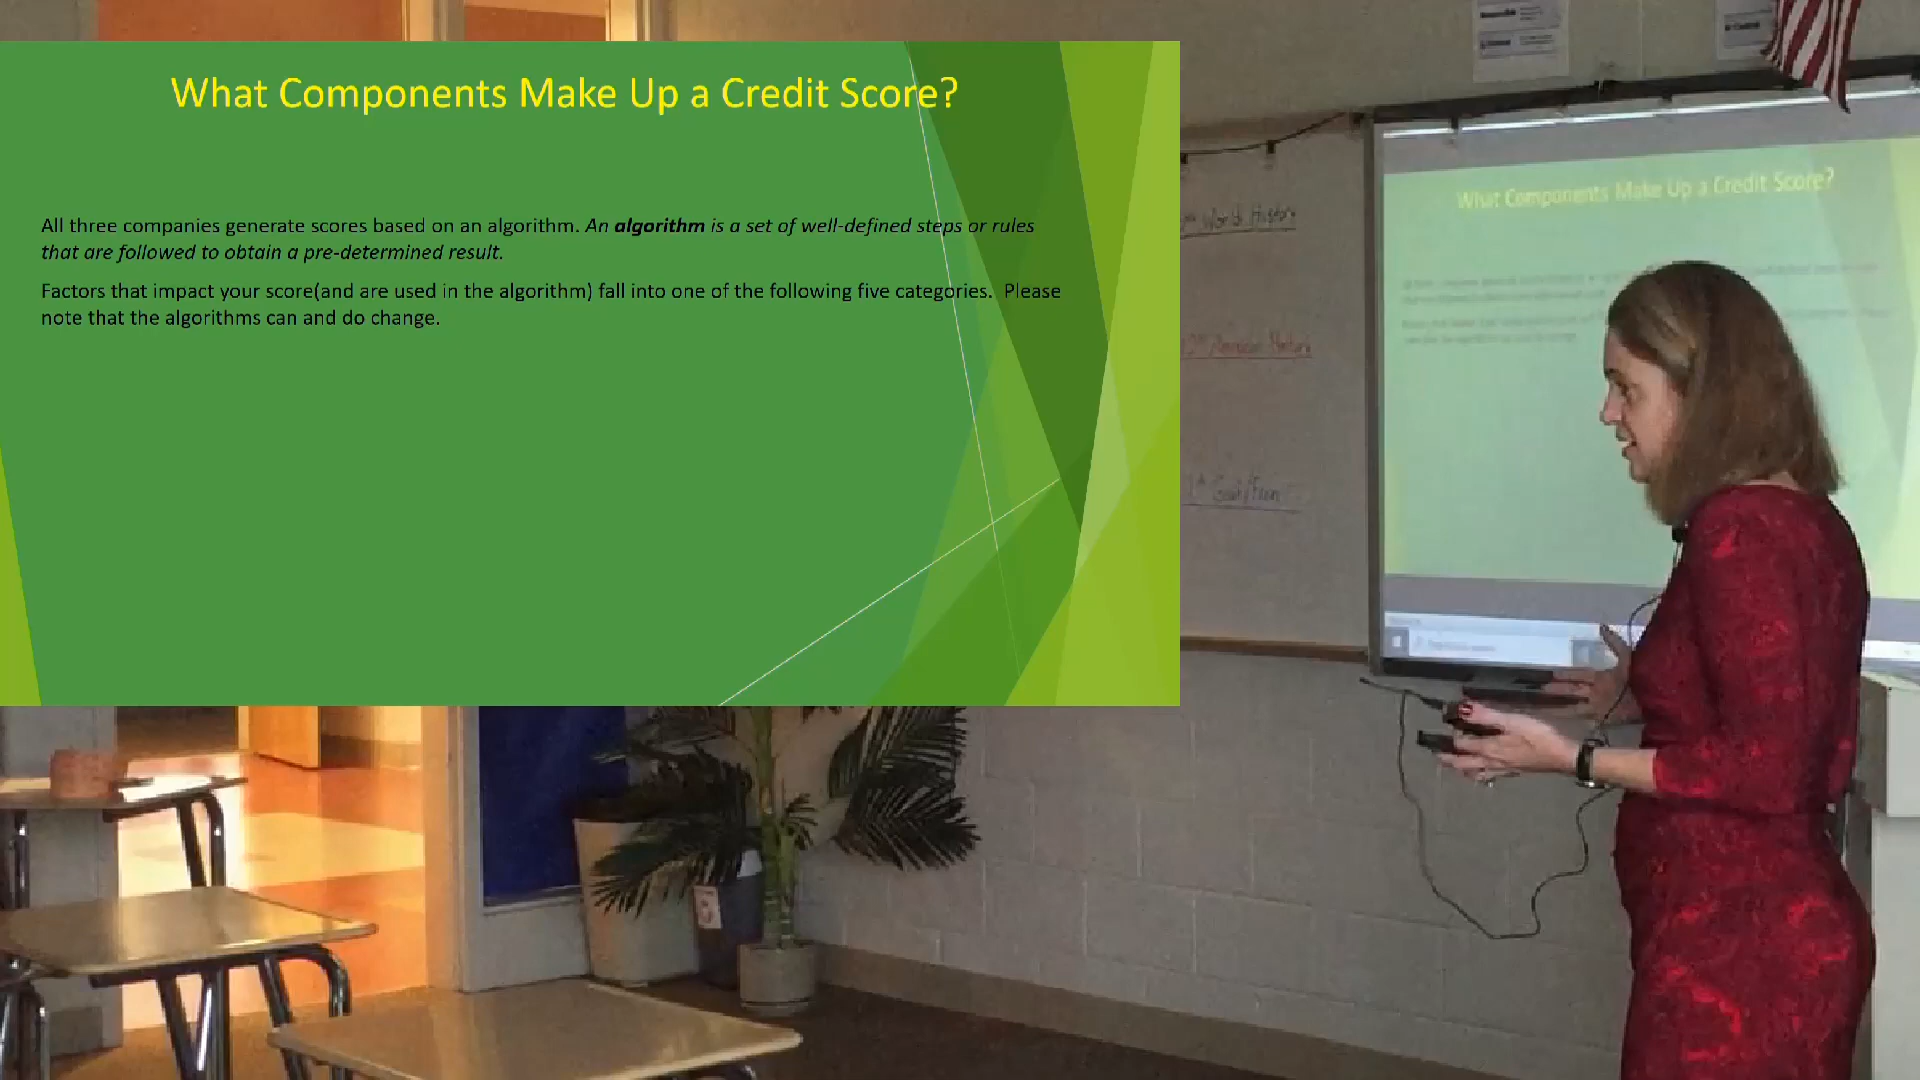 What Components Make Up a Credit Score?
All three companies generate scores based on an algorithm. An algorithm is a set of well-defined steps or rules
that are followed to obtain a pre-determined result.
Factors that impact your score(and are used in the algorithm) fall into one of the following five categories.  Please
note that the algorithms can and do change.
World History
What Components Make Up a Credit Score?